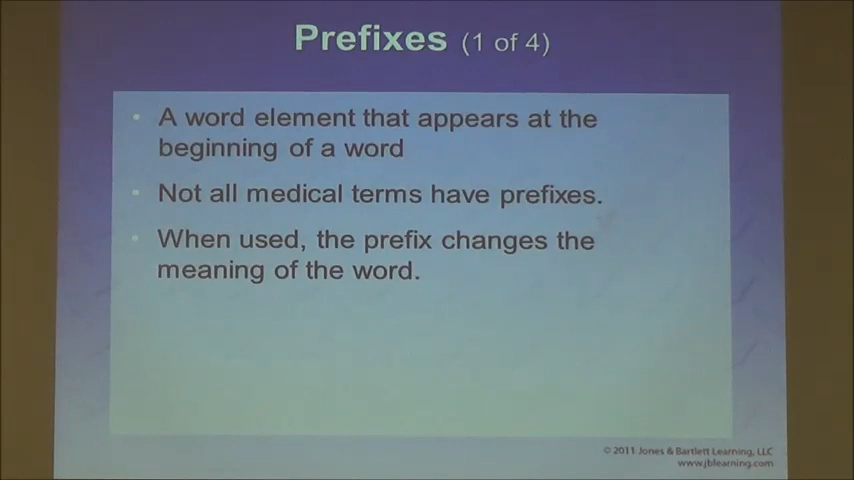 Prefixes (1 of 4)
• A word element that appears at the
beginning of a word
• Not all medical terms have prefixes.
• When used, the prefix changes the
meaning of the word.
© 2011 Jones & Bartlett Learning, LLC
www.jblearning.com